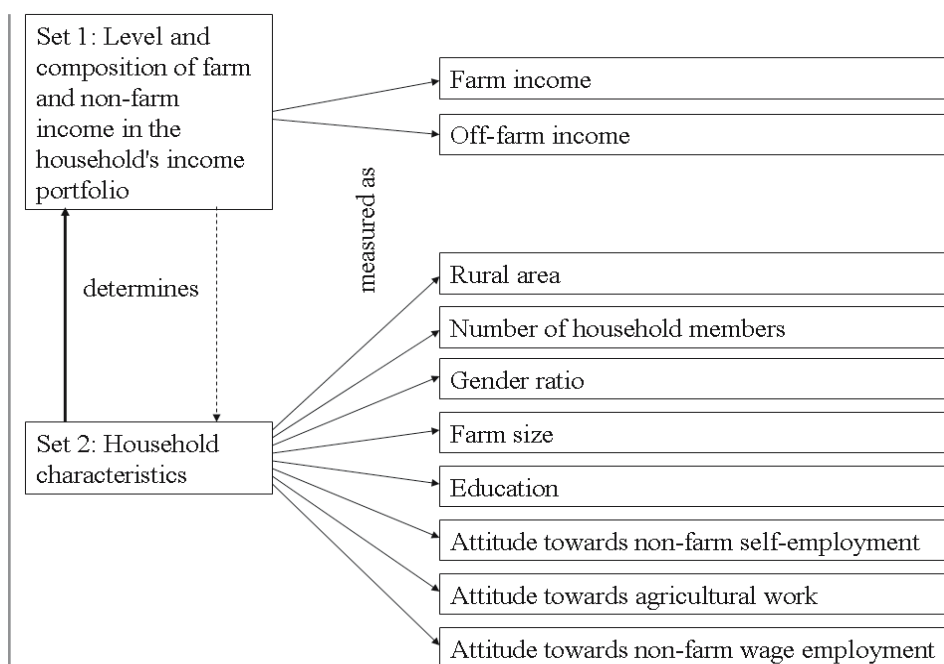 Set 1: Level and
composition of farm
and non-farm
income in the
household's income
portfolio
Farm income
Off-farm income
measured as
determines
Rural area
Number of household members
Gender ratio
Farm size
Set 2: Household
characteristics
Education
Attitude towards non-farm self-employment
Attitude towards agricultural work
Attitude towards non-farm wage employment